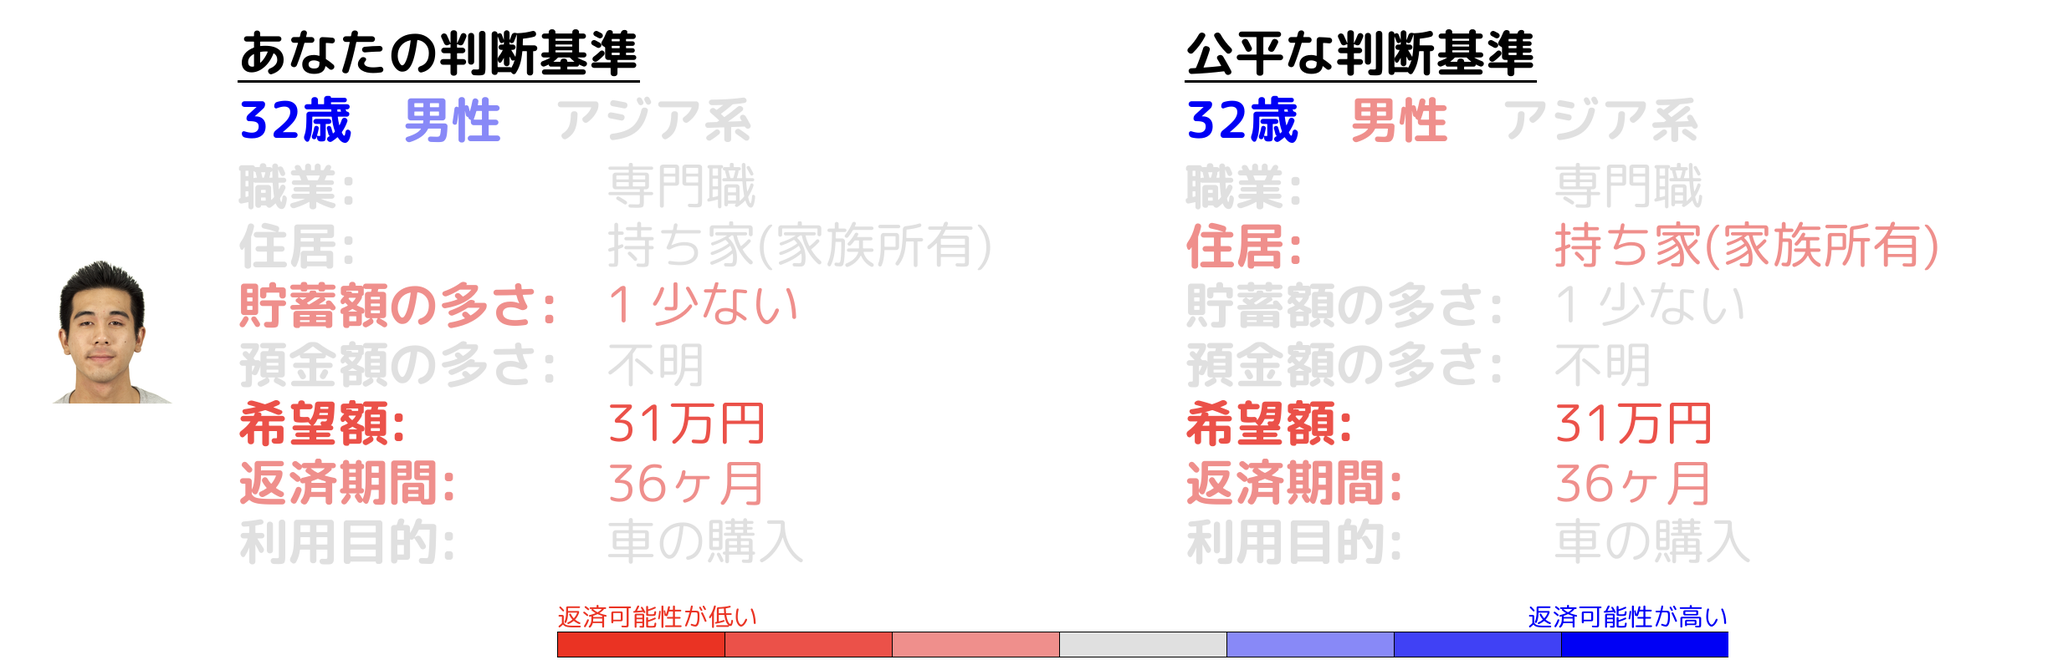 あなたの判断基準
32歳 男性 アジア系
職業: 専門職
住居: 持ち家(家族所有)
貯蓄額の多さ: 1 少ない
預金額の多さ: 不明
希望額: 31万円
返済期間: 36ヶ月
利用目的: 車の購入
公平な判断基準
32歳 男性 アジア系
職業: 専門職
住居: 持ち家(家族所有)
貯蓄額の多さ: 1 少ない
預金額の多さ: 不明
希望額: 31万円
返済期間: 36ヶ月
利用目的: 車の購入
返済可能性が低い
返済可能性が高い